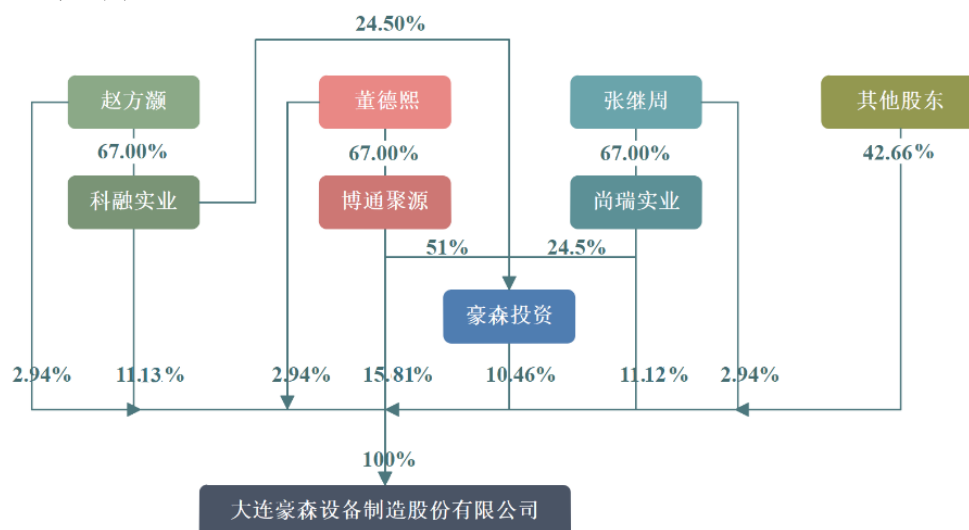 24.50%
赵方灏
董德熙
张继周
其他股东
67.00%
67.00%
67.00%
42.66%
科融实业
博通聚源
尚瑞实业
51%
24.5%
豪森投资
2.94%
11.13%
2.94%
15.81%
10.46%
11.12%
2.94%
100%
大连豪森设备制造股份有限公司